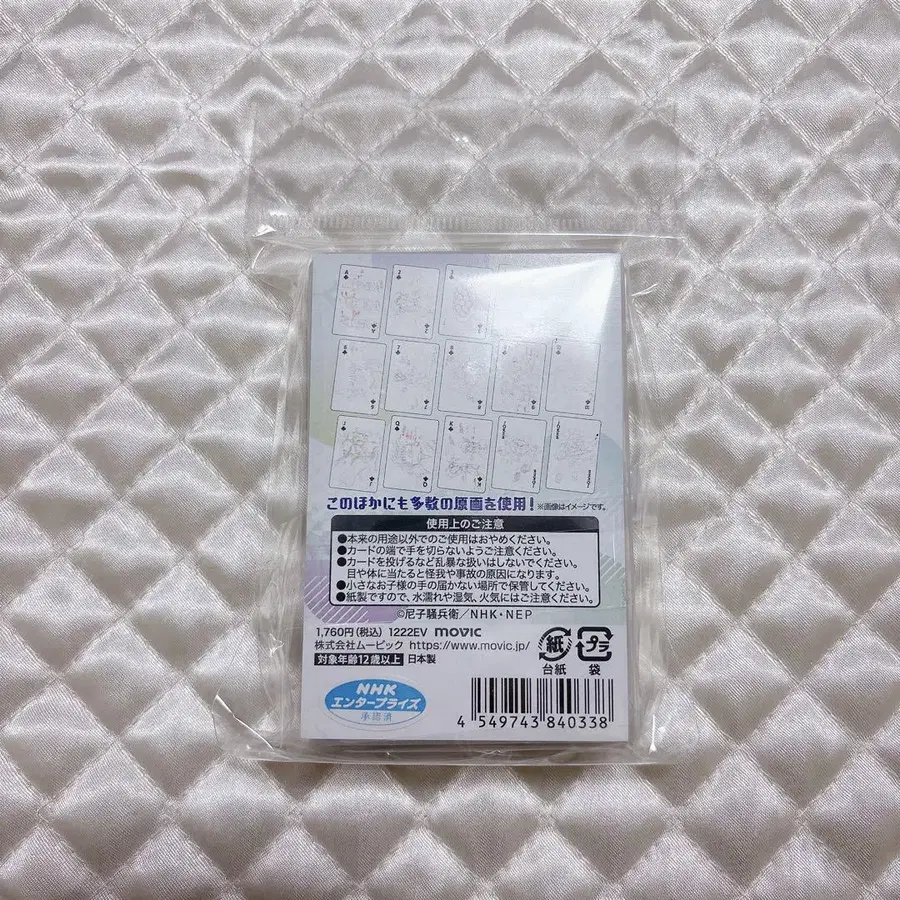 A
2
3
6
7
8
9
10
J
Q
K
JOKER
JOKER
このほかにも多数の原画を使用！ ※画像はイメージです。
使用上のご注意
●本来の用途以外でのご使用はおやめください。
●カードの端で手を切らないようご注意ください。
●カードを投げるなど乱暴な扱いはしないでください。
目や体に当たると怪我や事故の原因になります。
●小さなお子様の手の届かない場所で保管してください。
●紙製ですので、水濡れや湿気、火気にはご注意ください。
©尼子騒兵衛／NHK・NEP
1,760円(税込) 1222EV movic
株式会社ムービック https://www.movic.jp/
対象年齢12歳以上 日本製
紙 プラ
台紙 袋
NHK
エンタープライズ
承認済
4 549743 840338